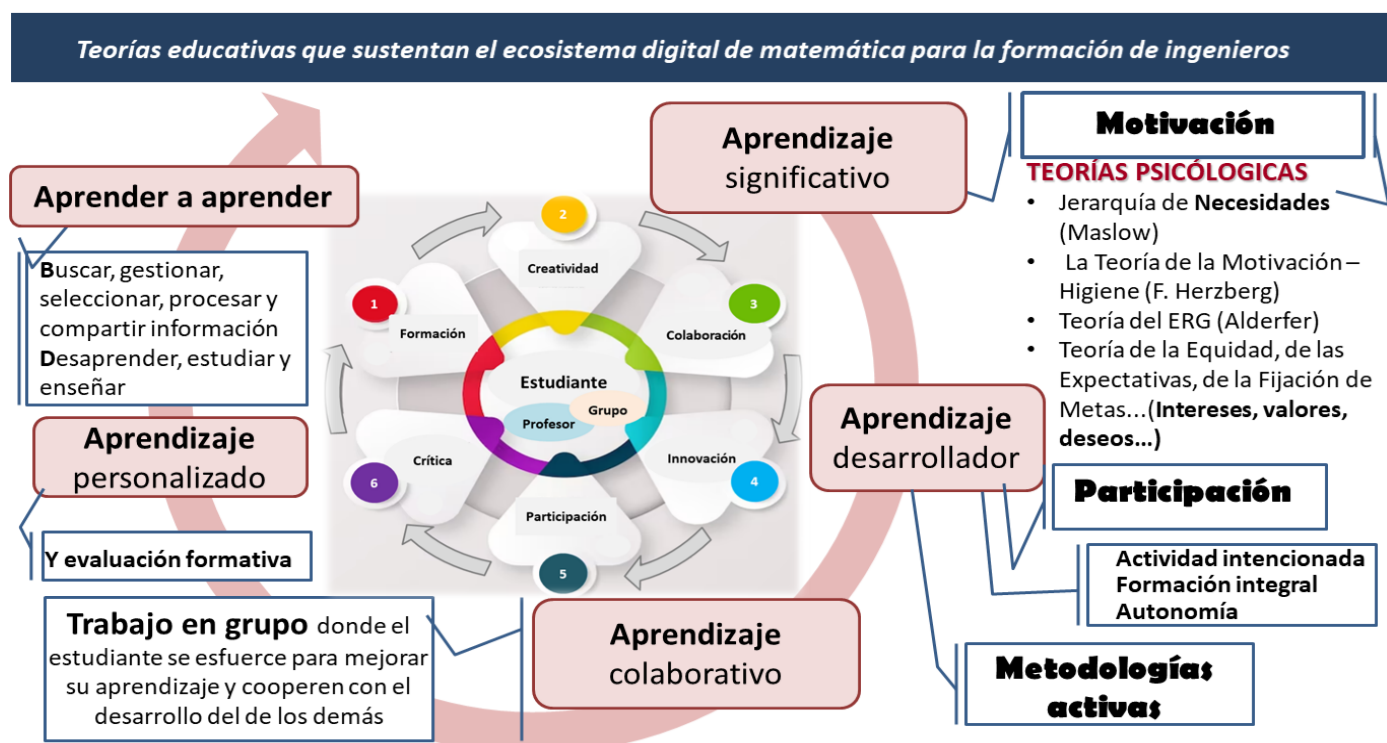 Teorías educativas que sustentan el ecosistema digital de matemática para la formación de ingenieros
Aprender a aprender
Buscar, gestionar,
seleccionar, procesar y
compartir información
Desaprender, estudiar y
enseñar
Aprendizaje
personalizado
Y evaluación formativa
Trabajo en grupo donde el
estudiante se esfuerce para mejorar
su aprendizaje y cooperen con el
desarrollo del de los demás
1
Formación
2
Creatividad
3
Colaboración
4
Innovación
5
Participación
6
Crítica
Estudiante
Grupo
Profesor
Aprendizaje
significativo
Motivación
TEORÍAS PSICÓLOGICAS
• Jerarquía de Necesidades
(Maslow)
• La Teoría de la Motivación –
Higiene (F. Herzberg)
• Teoría del ERG (Alderfer)
• Teoría de la Equidad, de las
Expectativas, de la Fijación de
Metas...(Intereses, valores,
deseos...)
Aprendizaje
desarrollador
Participación
Actividad intencionada
Formación integral
Autonomía
Metodologías
activas
Aprendizaje
colaborativo